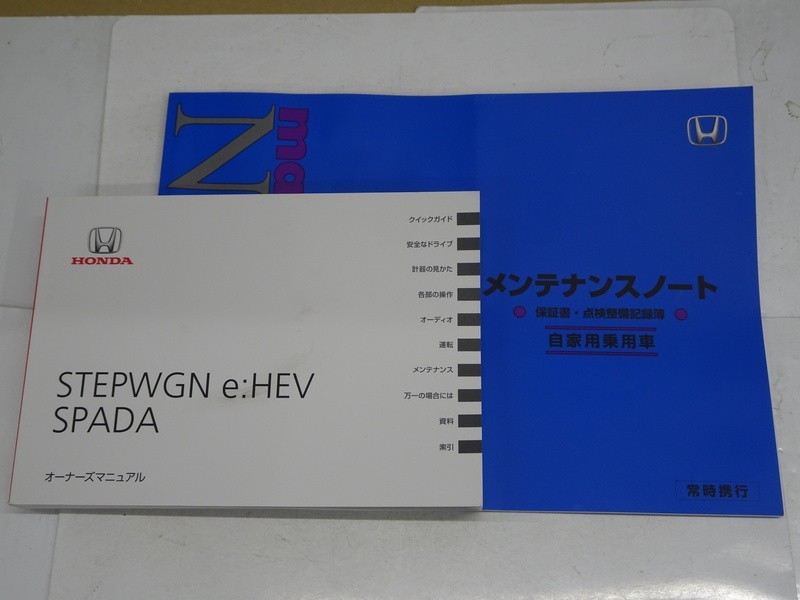 HONDA
STEPWGN e:HEV
SPADA
オーナーズマニュアル
クイックガイド
安全なドライブ
計器の見かた
各部の操作
オーディオ
運転
メンテナンス
万一の場合には
資料
索引
ma
N
メンテナンスノート
保証書・点検整備記録簿
自家用乗用車
常時携行